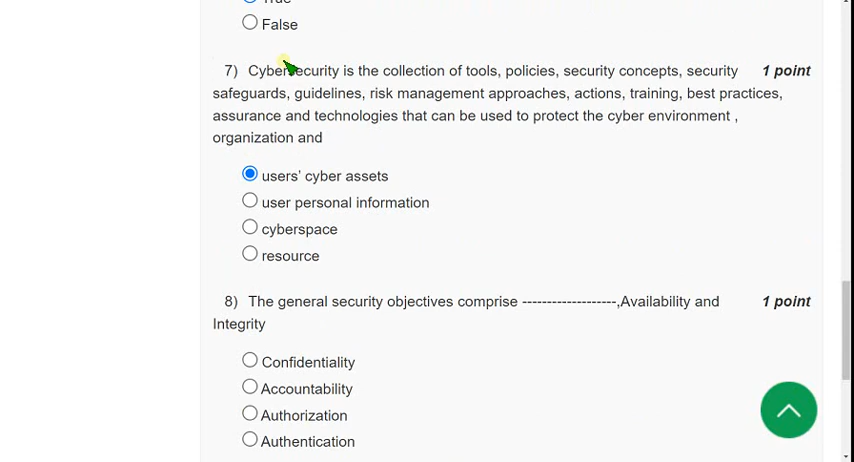 True
False
7) Cybersecurity is the collection of tools, policies, security concepts, security 1 point
safeguards, guidelines, risk management approaches, actions, training, best practices,
assurance and technologies that can be used to protect the cyber environment ,
organization and
users’ cyber assets
user personal information
cyberspace
resource
8) The general security objectives comprise -------------------,Availability and 1 point
Integrity
Confidentiality
Accountability
Authorization
Authentication